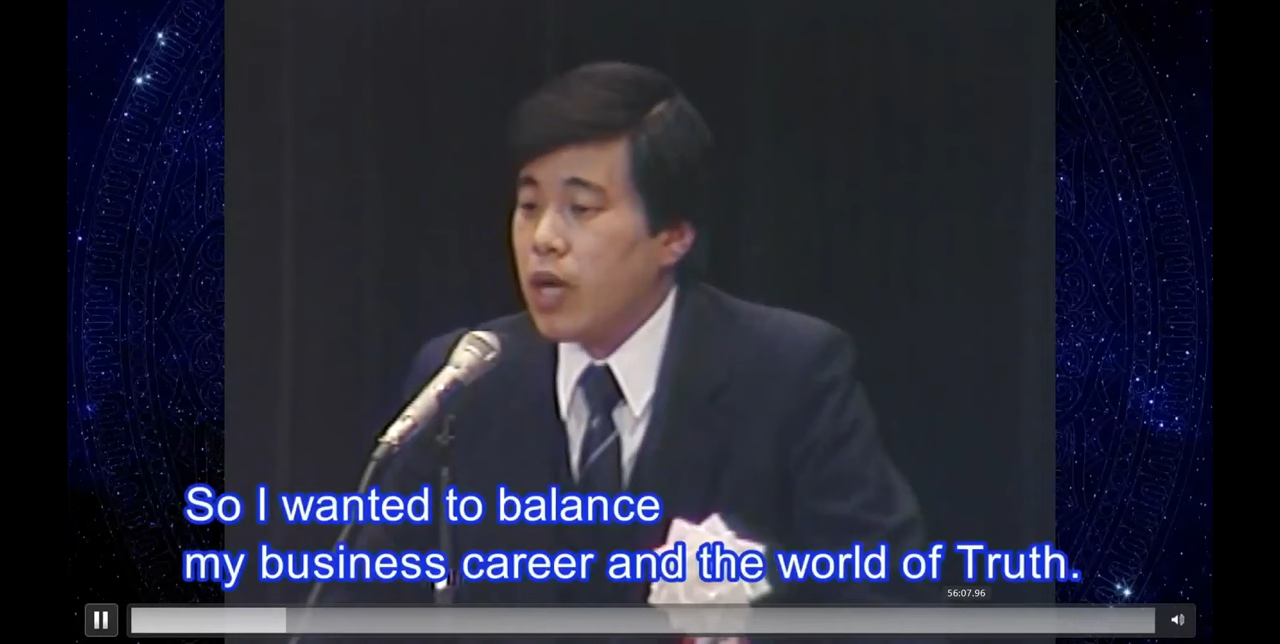 So I wanted to balance
my business career and the world of Truth.
56:07.96